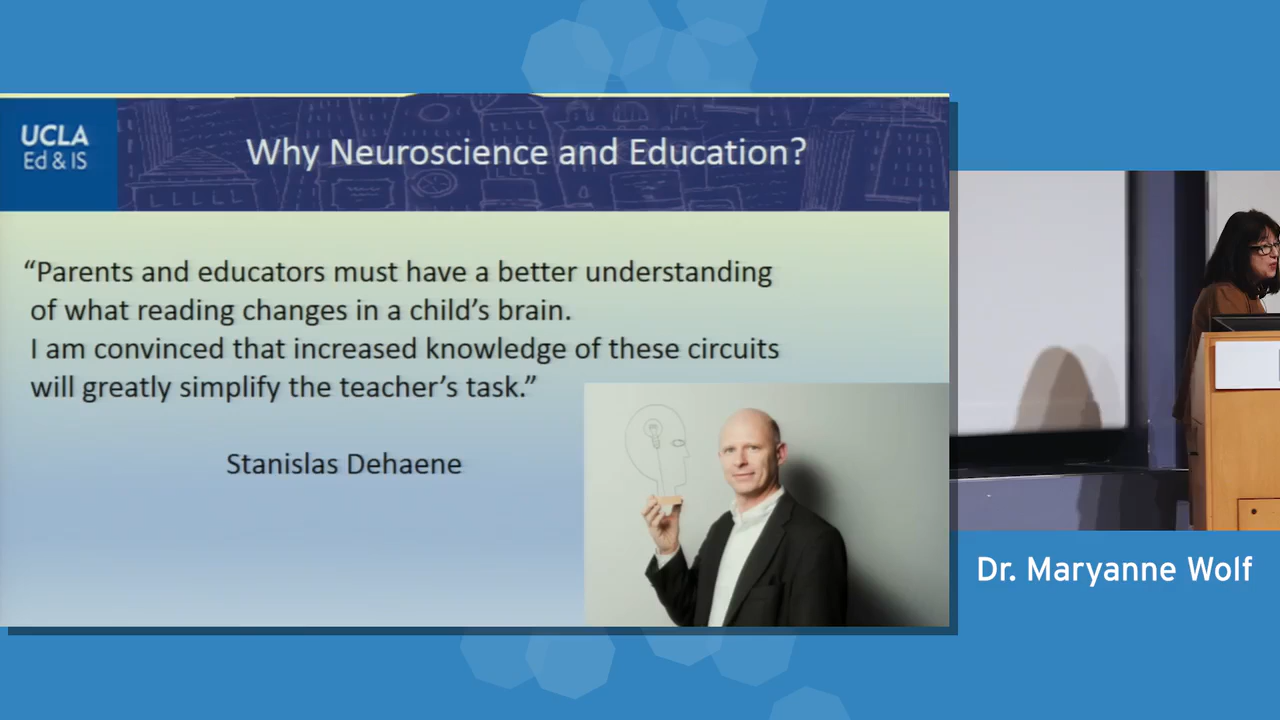 UCLA
Ed & IS
Why Neuroscience and Education?
“Parents and educators must have a better understanding
of what reading changes in a child’s brain.
I am convinced that increased knowledge of these circuits
will greatly simplify the teacher’s task.”
Stanislas Dehaene
Dr. Maryanne Wolf